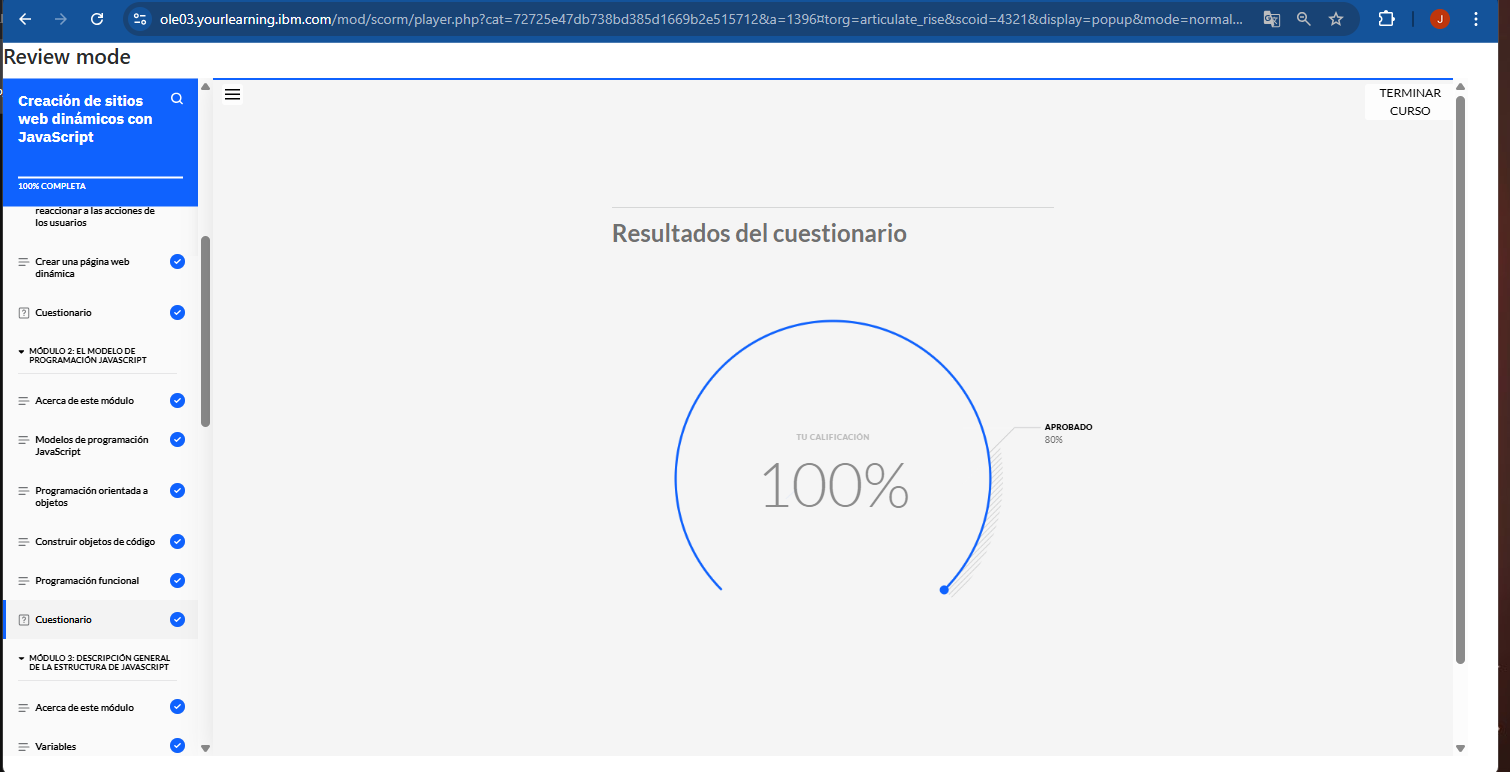 ole03.yourlearning.ibm.com/mod/scorm/player.php?cat=72725e47db738bd385d1669b2e515712&a=1396¤torg=articulate_rise&scoid=4321&display=popup&mode=normal...
J
Review mode
Creación de sitios
web dinámicos con
JavaScript
100% COMPLETA
reaccionar a las acciones de
los usuarios
Crear una página web
dinámica
Cuestionario
MÓDULO 2: EL MODELO DE
PROGRAMACIÓN JAVASCRIPT
Acerca de este módulo
Modelos de programación
JavaScript
Programación orientada a
objetos
Construir objetos de código
Programación funcional
Cuestionario
MÓDULO 3: DESCRIPCIÓN GENERAL
DE LA ESTRUCTURA DE JAVASCRIPT
Acerca de este módulo
Variables
TERMINAR
CURSO
Resultados del cuestionario
TU CALIFICACIÓN
100%
APROBADO
80%